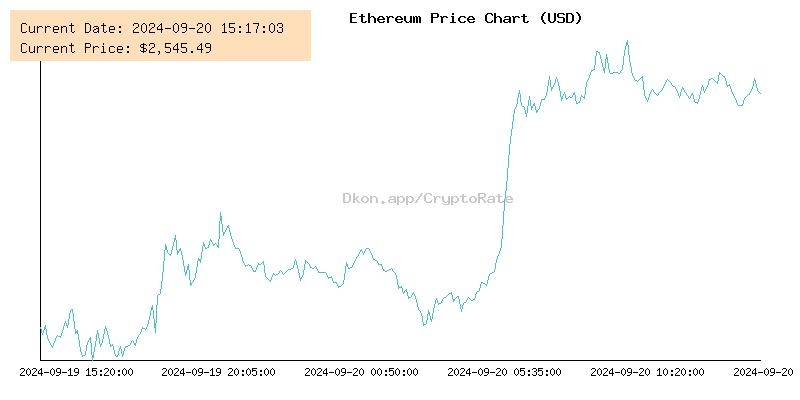 Ethereum Price Chart (USD)
Current Date: 2024-09-20 15:17:03
Current Price: $2,545.49
Dkon.app/CryptoRate
2024-09-19 15:20:00 2024-09-19 20:05:00 2024-09-20 00:50:00 2024-09-20 05:35:00 2024-09-20 10:20:00 2024-09-20